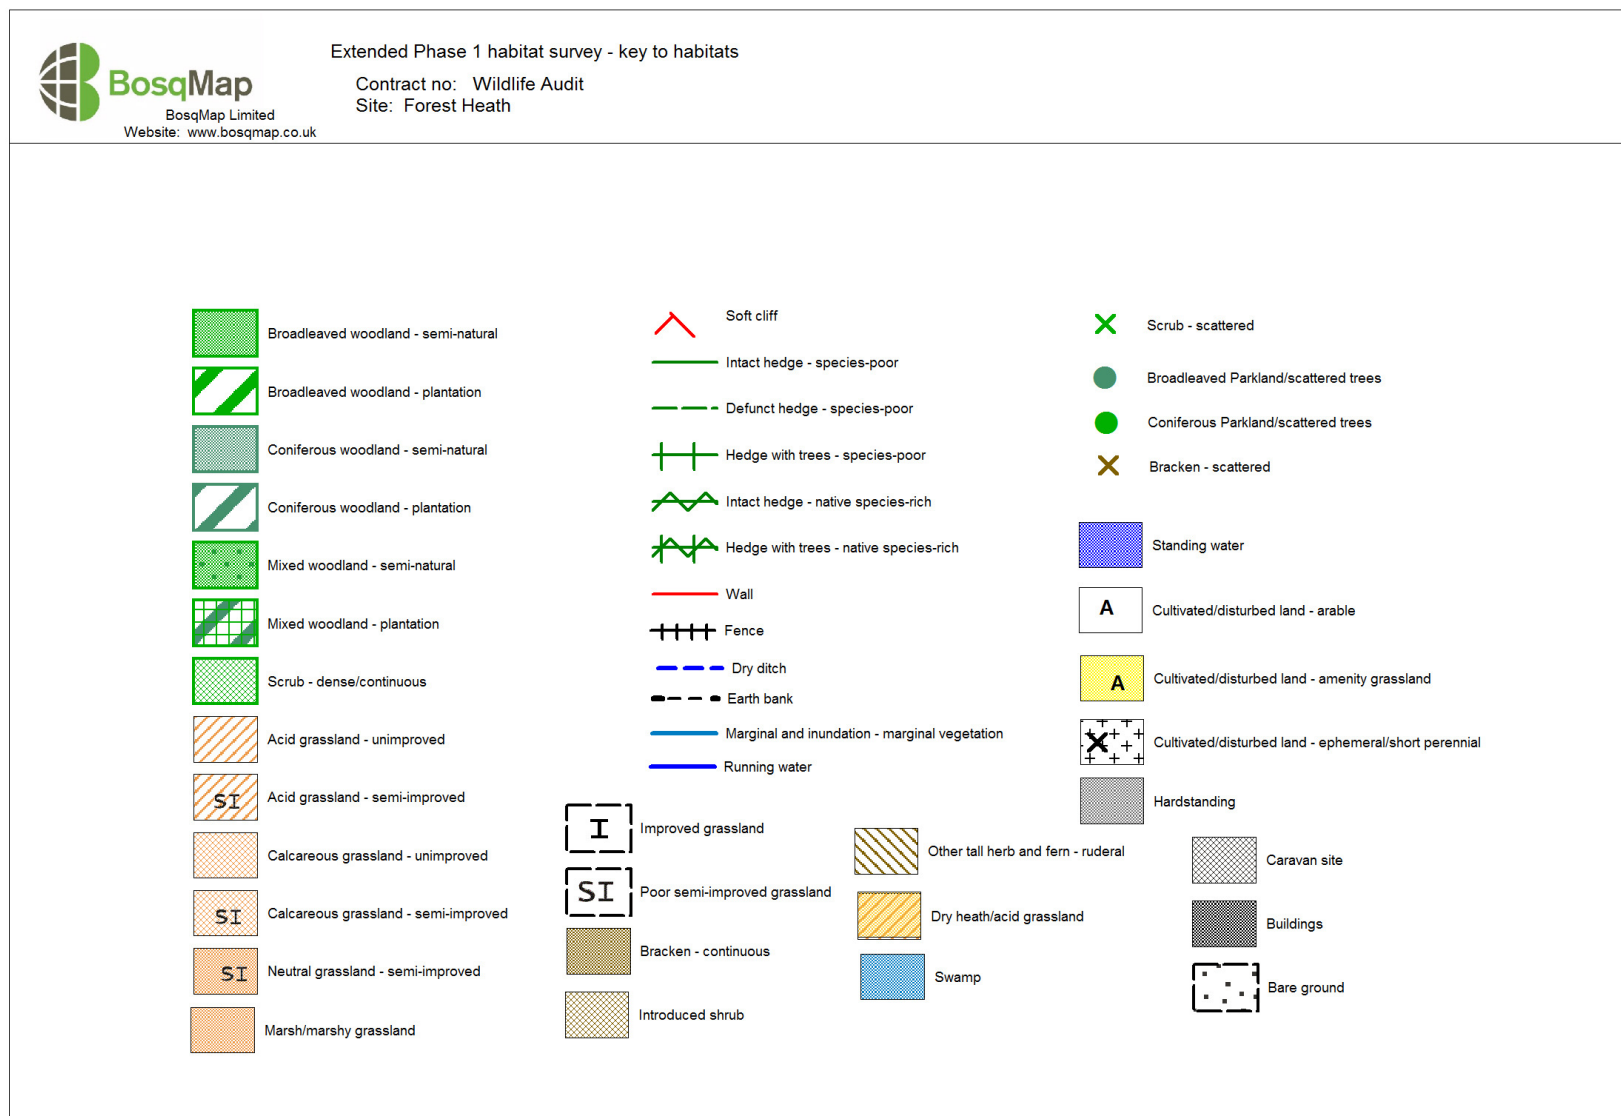 BosqMap
BosqMap Limited
Website: www.bosqmap.co.uk
Extended Phase 1 habitat survey - key to habitats
Contract no: Wildlife Audit
Site: Forest Heath
Broadleaved woodland - semi-natural
Broadleaved woodland - plantation
Coniferous woodland - semi-natural
Coniferous woodland - plantation
Mixed woodland - semi-natural
Mixed woodland - plantation
Scrub - dense/continuous
Acid grassland - unimproved
SI Acid grassland - semi-improved
Calcareous grassland - unimproved
SI Calcareous grassland - semi-improved
SI Neutral grassland - semi-improved
Marsh/marshy grassland
Soft cliff
Intact hedge - species-poor
Defunct hedge - species-poor
Hedge with trees - species-poor
Intact hedge - native species-rich
Hedge with trees - native species-rich
Wall
Fence
Dry ditch
Earth bank
Marginal and inundation - marginal vegetation
Running water
I Improved grassland
SI Poor semi-improved grassland
Bracken - continuous
Introduced shrub
Other tall herb and fern - ruderal
Dry heath/acid grassland
Swamp
Scrub - scattered
Broadleaved Parkland/scattered trees
Coniferous Parkland/scattered trees
Bracken - scattered
Standing water
A Cultivated/disturbed land - arable
A Cultivated/disturbed land - amenity grassland
Cultivated/disturbed land - ephemeral/short perennial
Hardstanding
Caravan site
Buildings
Bare ground